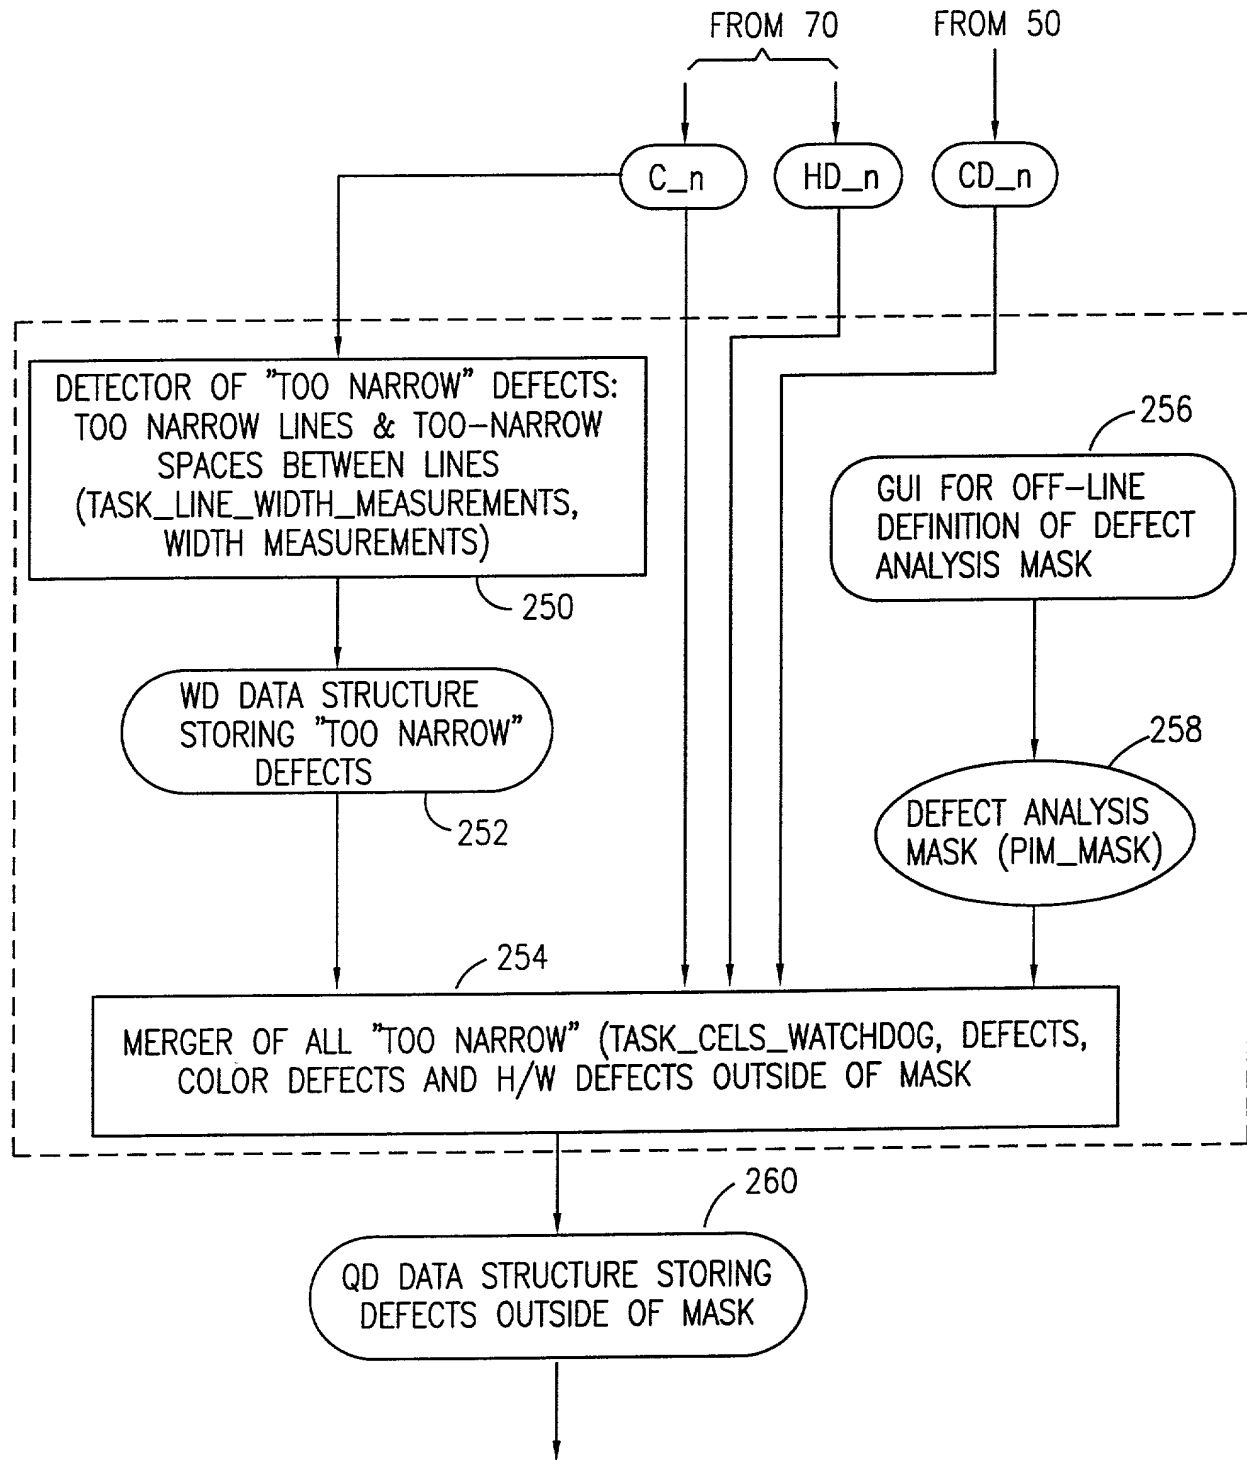 FROM 70
FROM 50
C_n
HD_n
CD_n
DETECTOR OF "TOO NARROW" DEFECTS:
TOO NARROW LINES & TOO-NARROW
SPACES BETWEEN LINES
(TASK_LINE_WIDTH_MEASUREMENTS,
WIDTH MEASUREMENTS)
250
256
GUI FOR OFF-LINE
DEFINITION OF DEFECT
ANALYSIS MASK
WD DATA STRUCTURE
STORING "TOO NARROW"
DEFECTS
252
258
DEFECT ANALYSIS
MASK (PIM_MASK)
254
MERGER OF ALL "TOO NARROW" (TASK_CELS_WATCHDOG, DEFECTS,
COLOR DEFECTS AND H/W DEFECTS OUTSIDE OF MASK
260
QD DATA STRUCTURE STORING
DEFECTS OUTSIDE OF MASK